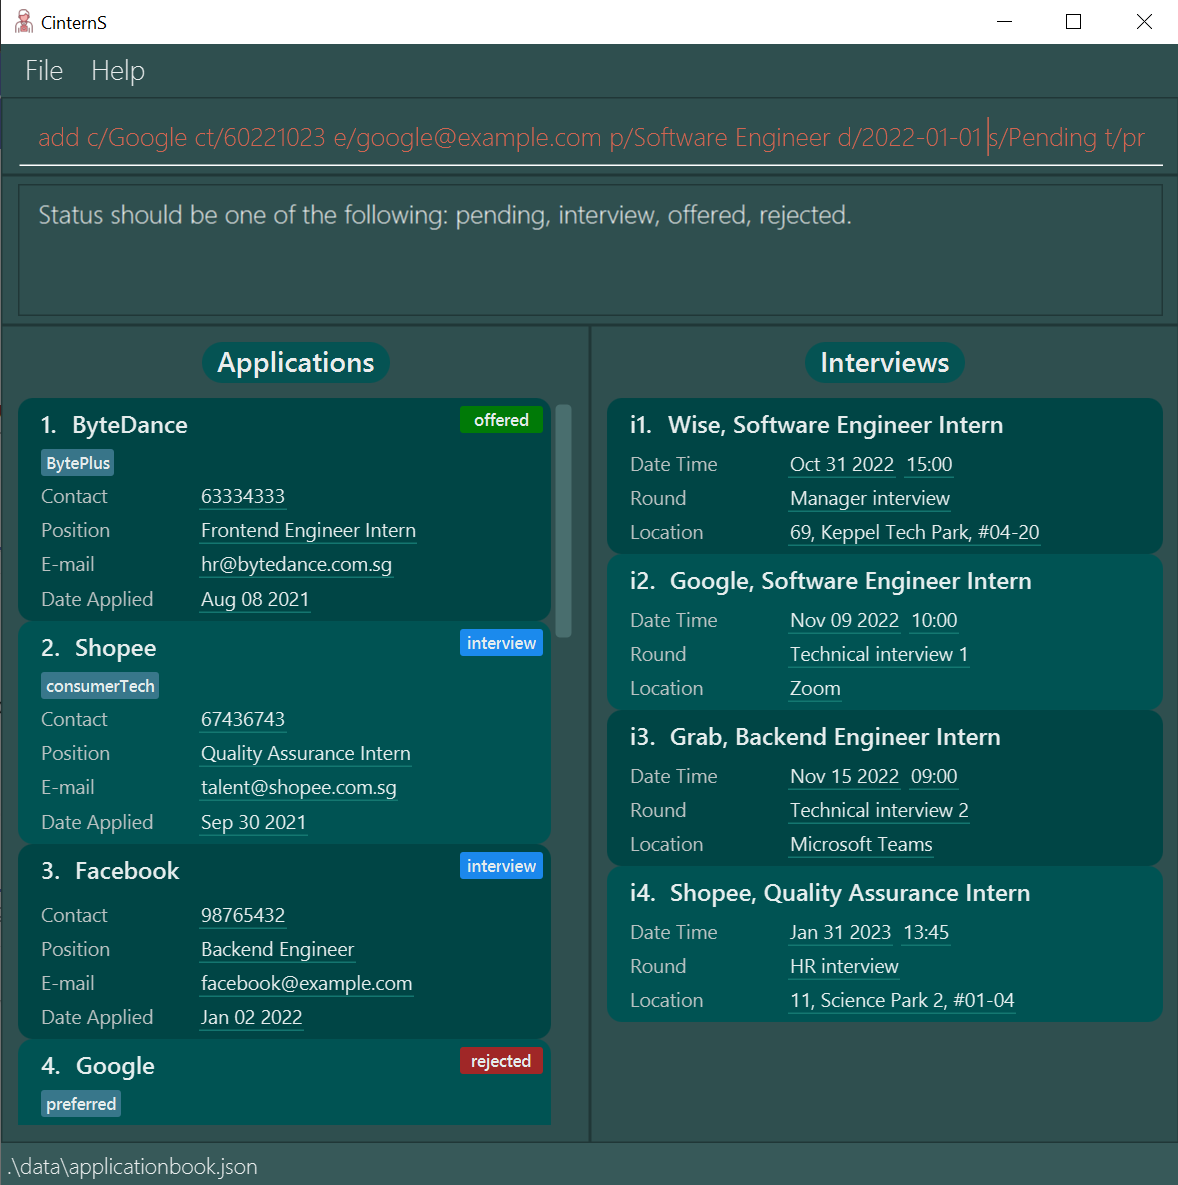 CinternS
File Help
add c/Google ct/60221023 e/google@example.com p/Software Engineer d/2022-01-01 s/Pending t/pr
Status should be one of the following: pending, interview, offered, rejected.
Applications
1. ByteDance offered
BytePlus
Contact 63334333
Position Frontend Engineer Intern
E-mail hr@bytedance.com.sg
Date Applied Aug 08 2021
2. Shopee interview
consumerTech
Contact 67436743
Position Quality Assurance Intern
E-mail talent@shopee.com.sg
Date Applied Sep 30 2021
3. Facebook interview
Contact 98765432
Position Backend Engineer
E-mail facebook@example.com
Date Applied Jan 02 2022
4. Google rejected
preferred
Interviews
i1. Wise, Software Engineer Intern
Date Time Oct 31 2022 15:00
Round Manager interview
Location 69, Keppel Tech Park, #04-20
i2. Google, Software Engineer Intern
Date Time Nov 09 2022 10:00
Round Technical interview 1
Location Zoom
i3. Grab, Backend Engineer Intern
Date Time Nov 15 2022 09:00
Round Technical interview 2
Location Microsoft Teams
i4. Shopee, Quality Assurance Intern
Date Time Jan 31 2023 13:45
Round HR interview
Location 11, Science Park 2, #01-04
.\data\applicationbook.json